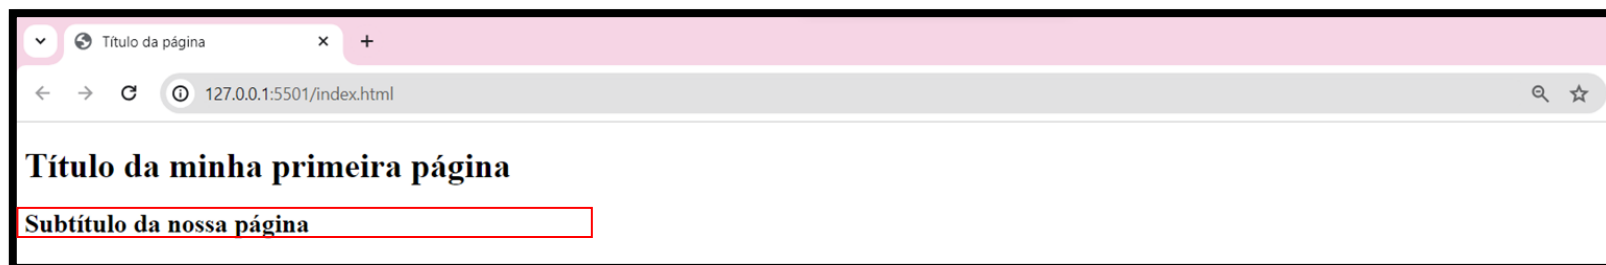 Título da página
127.0.0.1:5501/index.html
Título da minha primeira página
Subtítulo da nossa página